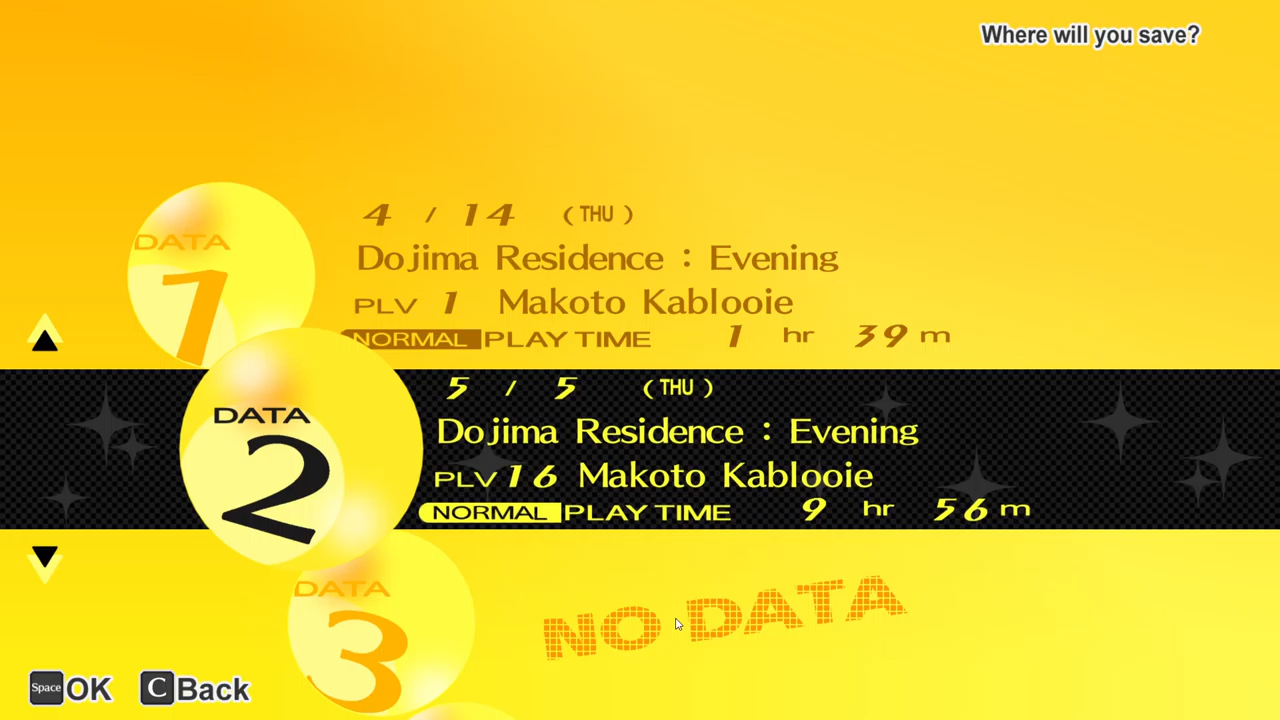 Where will you save?
DATA 1
4 / 14 (THU)
Dojima Residence : Evening
PLV 1 Makoto Kablooie
NORMAL PLAY TIME 1 hr 39 m
DATA 2
5 / 5 (THU)
Dojima Residence : Evening
PLV 16 Makoto Kablooie
NORMAL PLAY TIME 9 hr 56 m
DATA 3
NO DATA
Space OK C Back